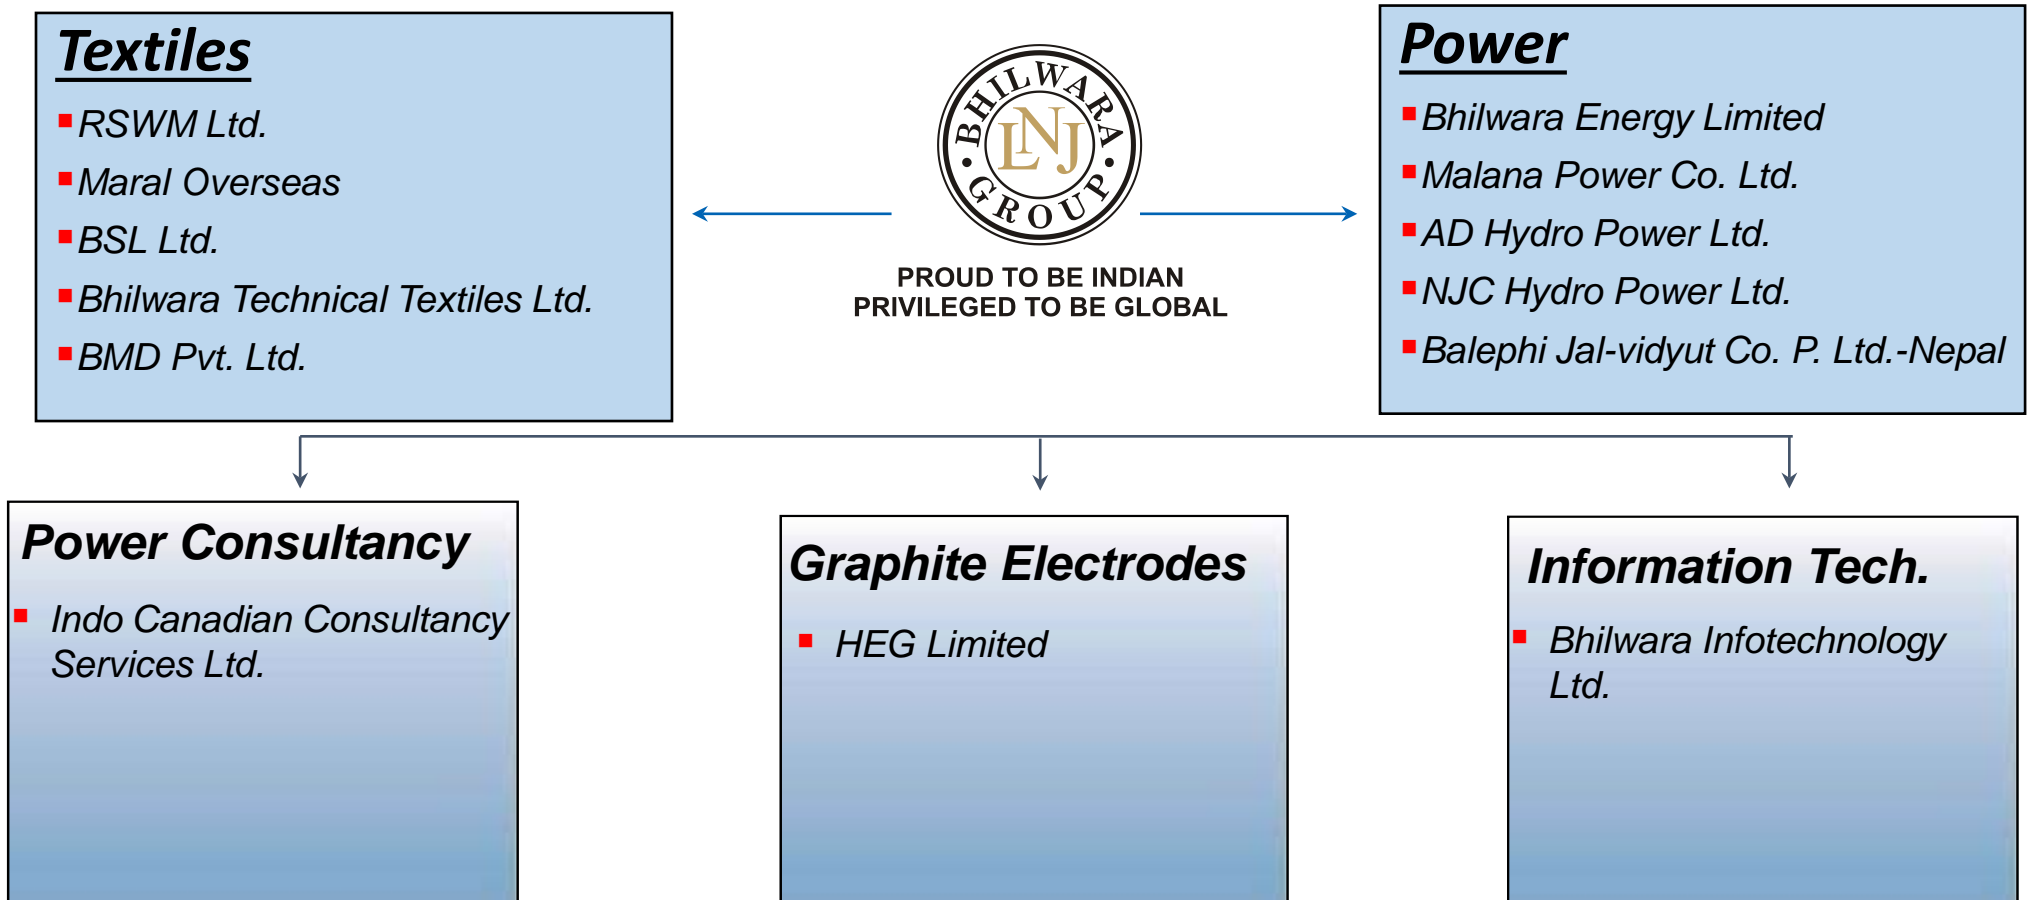 Textiles
RSWM Ltd.
Maral Overseas
BSL Ltd.
Bhilwara Technical Textiles Ltd.
BMD Pvt. Ltd.
BHILWARA
LNJ
GROUP
PROUD TO BE INDIAN
PRIVILEGED TO BE GLOBAL
Power
Bhilwara Energy Limited
Malana Power Co. Ltd.
AD Hydro Power Ltd.
NJC Hydro Power Ltd.
Balephi Jal-vidyut Co. P. Ltd.-Nepal
Power Consultancy
Indo Canadian Consultancy
Services Ltd.
Graphite Electrodes
HEG Limited
Information Tech.
Bhilwara Infotechnology
Ltd.